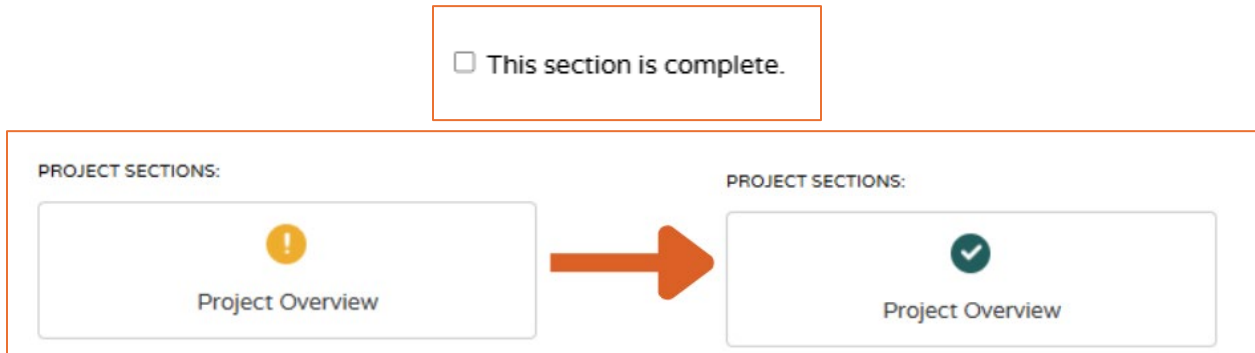 This section is complete.
PROJECT SECTIONS:
Project Overview
PROJECT SECTIONS:
Project Overview